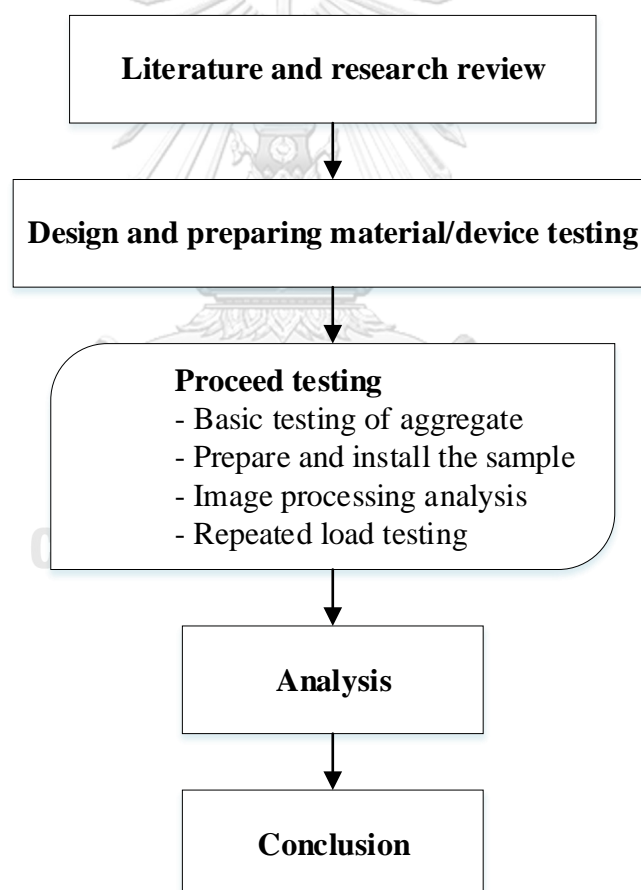 Literature and research review
Design and preparing material/device testing
Proceed testing
- Basic testing of aggregate
- Prepare and install the sample
- Image processing analysis
- Repeated load testing
Analysis
Conclusion